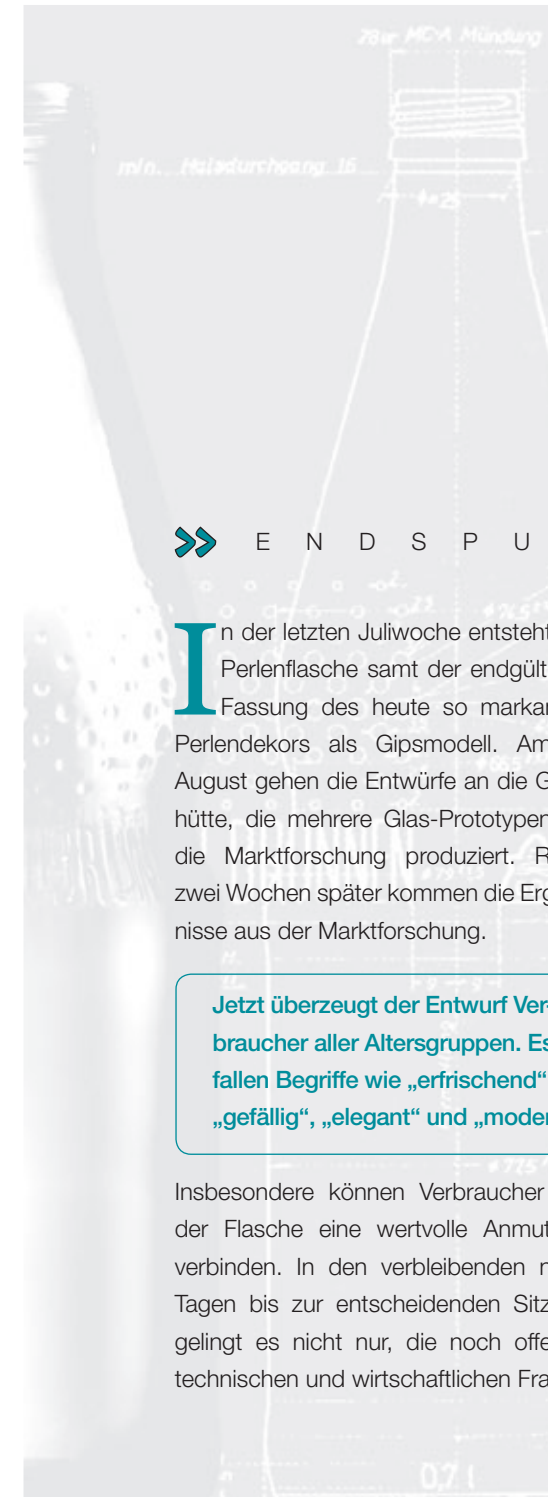 28er MCA Mündung
min. Halsdurchgang 16
ø 25
>> E N D S P U
In der letzten Juliwoche entsteht
Perlenflasche samt der endgült
Fassung des heute so markar
Perlendekors als Gipsmodell. Am
August gehen die Entwürfe an die G
hütte, die mehrere Glas-Prototypen
die Marktforschung produziert. R
zwei Wochen später kommen die Erg
nisse aus der Marktforschung.
Jetzt überzeugt der Entwurf Ver-
braucher aller Altersgruppen. Es
fallen Begriffe wie „erfrischend“
„gefällig“, „elegant“ und „moder
Insbesondere können Verbraucher
der Flasche eine wertvolle Anmut
verbinden. In den verbleibenden n
Tagen bis zur entscheidenden Sitz
gelingt es nicht nur, die noch offe
technischen und wirtschaftlichen Fra
0,7 l